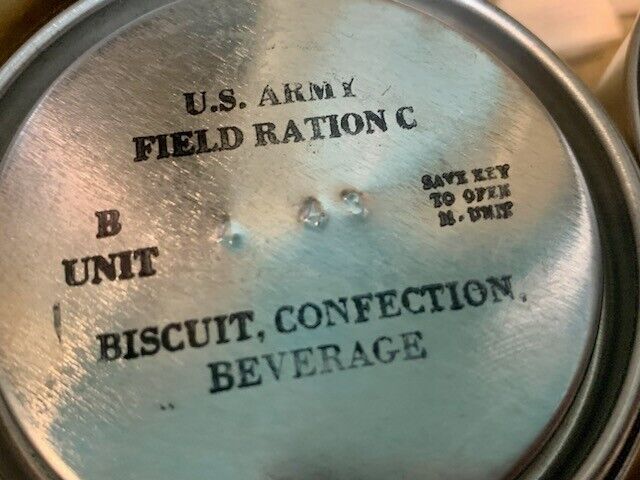 U.S. ARMY
FIELD RATION C
SAVE KEY
TO OPEN
M. UNIT
B
UNIT
BISCUIT, CONFECTION,
BEVERAGE